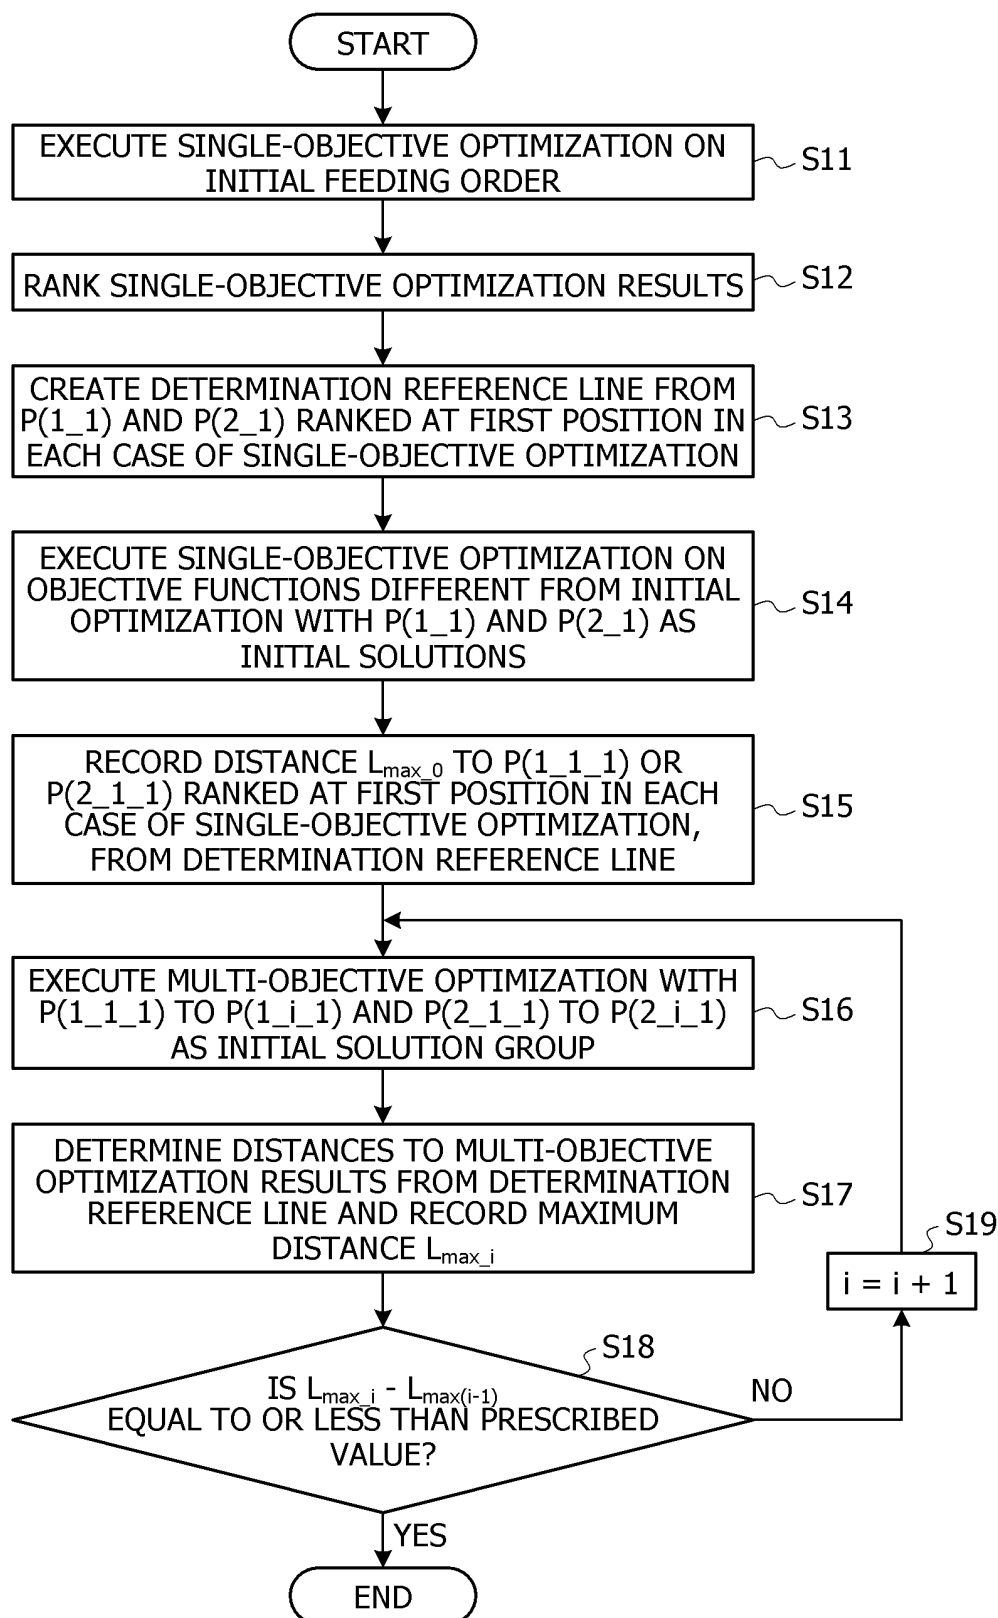 START
EXECUTE SINGLE-OBJECTIVE OPTIMIZATION ON
INITIAL FEEDING ORDER
S11
RANK SINGLE-OBJECTIVE OPTIMIZATION RESULTS
S12
CREATE DETERMINATION REFERENCE LINE FROM
P(1_1) AND P(2_1) RANKED AT FIRST POSITION IN
EACH CASE OF SINGLE-OBJECTIVE OPTIMIZATION
S13
EXECUTE SINGLE-OBJECTIVE OPTIMIZATION ON
OBJECTIVE FUNCTIONS DIFFERENT FROM INITIAL
OPTIMIZATION WITH P(1_1) AND P(2_1) AS
INITIAL SOLUTIONS
S14
RECORD DISTANCE Lmax_0 TO P(1_1_1) OR
P(2_1_1) RANKED AT FIRST POSITION IN EACH
CASE OF SINGLE-OBJECTIVE OPTIMIZATION,
FROM DETERMINATION REFERENCE LINE
S15
EXECUTE MULTI-OBJECTIVE OPTIMIZATION WITH
P(1_1_1) TO P(1_i_1) AND P(2_1_1) TO P(2_i_1)
AS INITIAL SOLUTION GROUP
S16
DETERMINE DISTANCES TO MULTI-OBJECTIVE
OPTIMIZATION RESULTS FROM DETERMINATION
REFERENCE LINE AND RECORD MAXIMUM
DISTANCE Lmax_i
S17
S19
i = i + 1
S18
IS Lmax_i - Lmax(i-1)
EQUAL TO OR LESS THAN PRESCRIBED
VALUE?
NO
YES
END